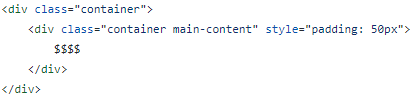 <div class="container">
    <div class="container main-content" style="padding: 50px">
        $$$$
    </div>
</div>